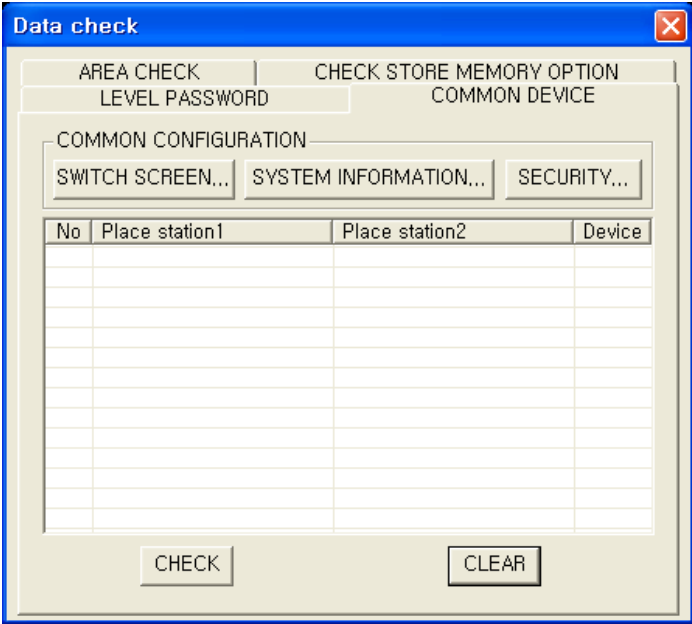 Data check
AREA CHECK CHECK STORE MEMORY OPTION
LEVEL PASSWORD COMMON DEVICE
COMMON CONFIGURATION
SWITCH SCREEN... SYSTEM INFORMATION... SECURITY...
No Place station1 Place station2 Device
CHECK CLEAR